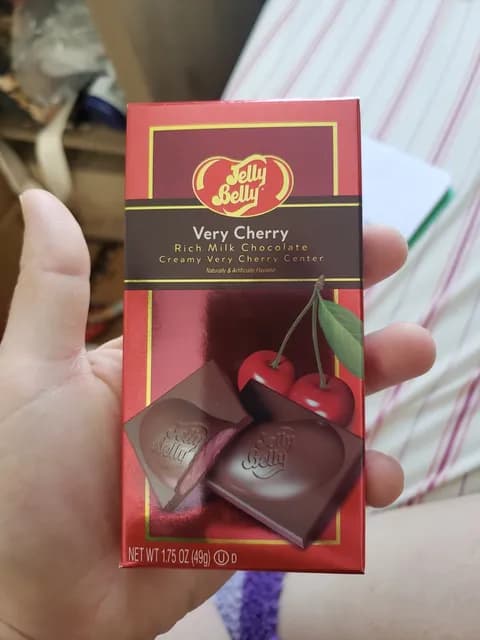 Jelly
Belly
Very Cherry
Rich Milk Chocolate
Creamy Very Cherry Center
Naturally & Artificially Flavored
Jelly
Belly
Jelly
Belly
NET WT 1.75 OZ (49g) Ⓤ D